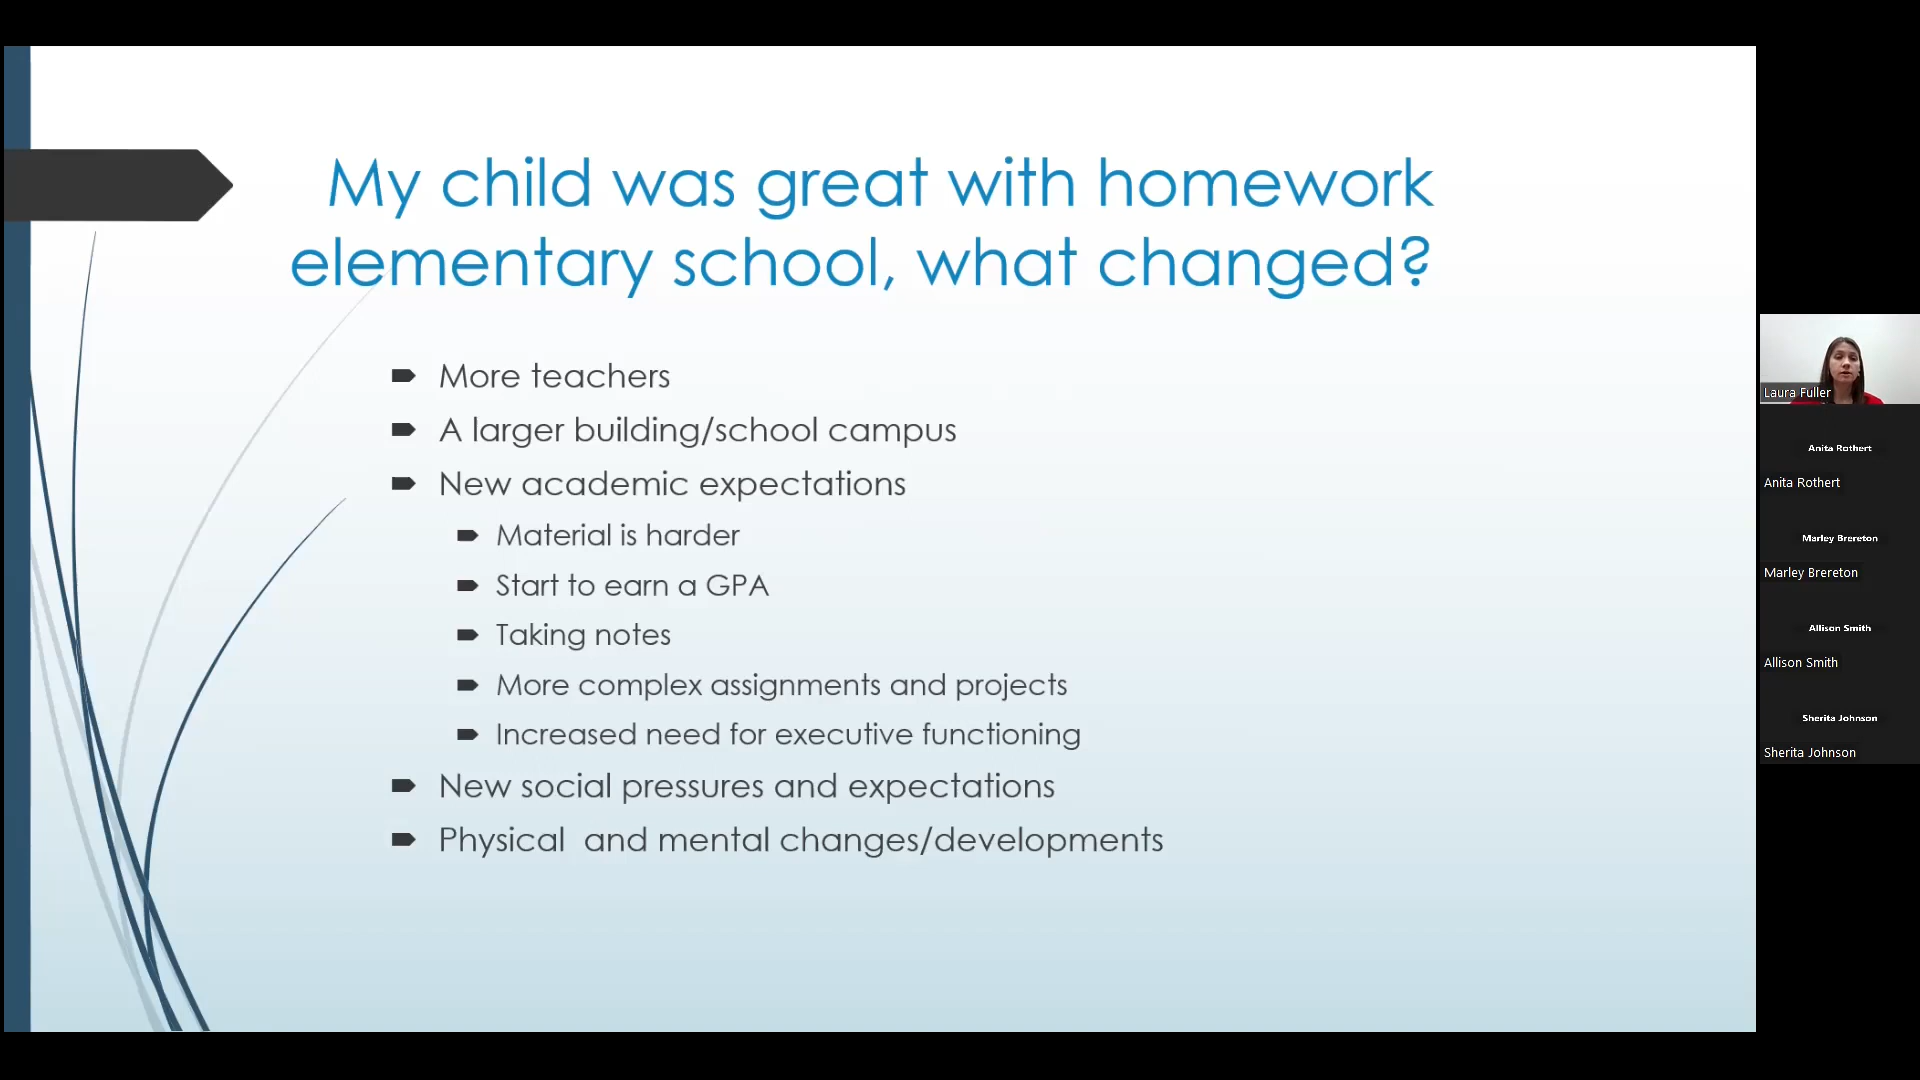 My child was great with homework
elementary school, what changed?
More teachers
A larger building/school campus
New academic expectations
Material is harder
Start to earn a GPA
Taking notes
More complex assignments and projects
Increased need for executive functioning
New social pressures and expectations
Physical  and mental changes/developments
Laura Fuller
Anita Rothert
Anita Rothert
Marley Brereton
Marley Brereton
Allison Smith
Allison Smith
Sherita Johnson
Sherita Johnson